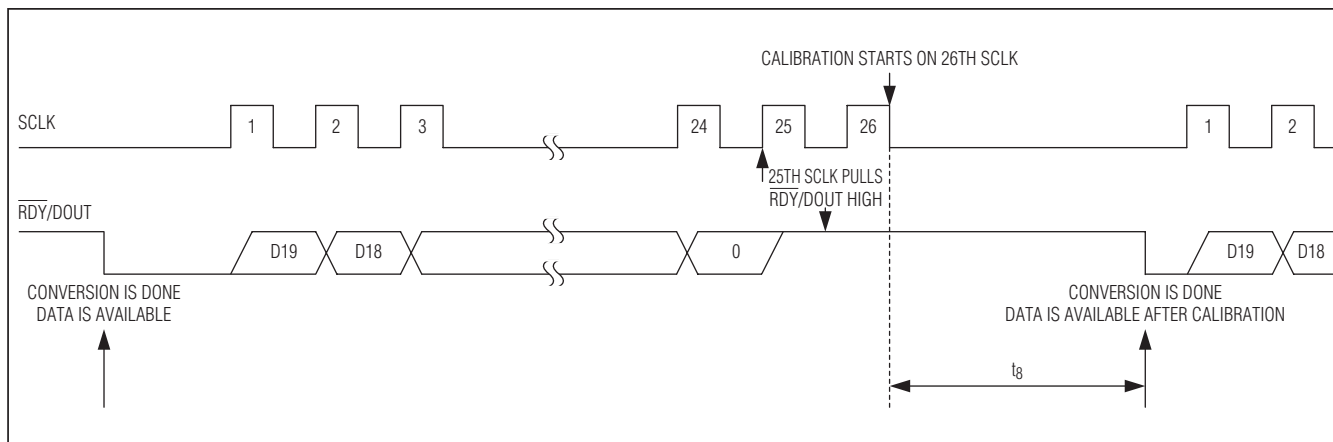 CALIBRATION STARTS ON 26TH SCLK
SCLK
1
2
3
24
25
26
1
2
25TH SCLK PULLS
RDY/DOUT HIGH
RDY/DOUT
D19
D18
0
D19
D18
CONVERSION IS DONE
DATA IS AVAILABLE
CONVERSION IS DONE
DATA IS AVAILABLE AFTER CALIBRATION
t8